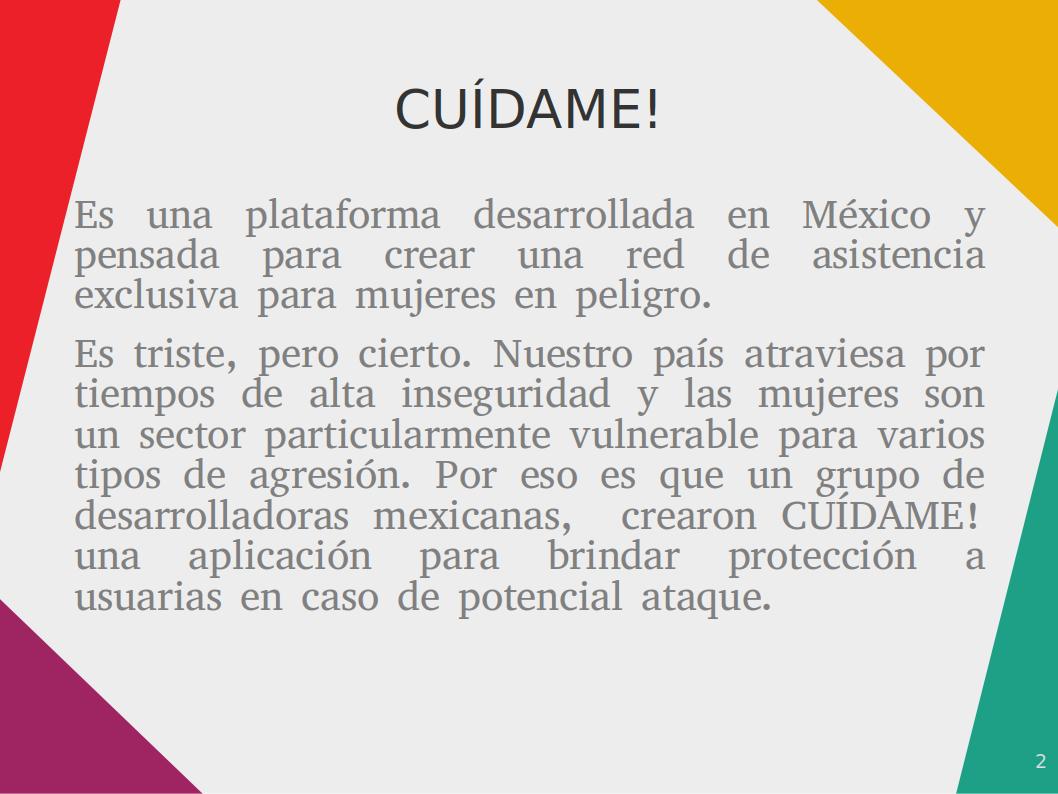 CUÍDAME!
Es una plataforma desarrollada en México y
pensada para crear una red de asistencia
exclusiva para mujeres en peligro.
Es triste, pero cierto. Nuestro país atraviesa por
tiempos de alta inseguridad y las mujeres son
un sector particularmente vulnerable para varios
tipos de agresión. Por eso es que un grupo de
desarrolladoras mexicanas, crearon CUÍDAME!
una aplicación para brindar protección a
usuarias en caso de potencial ataque.
2